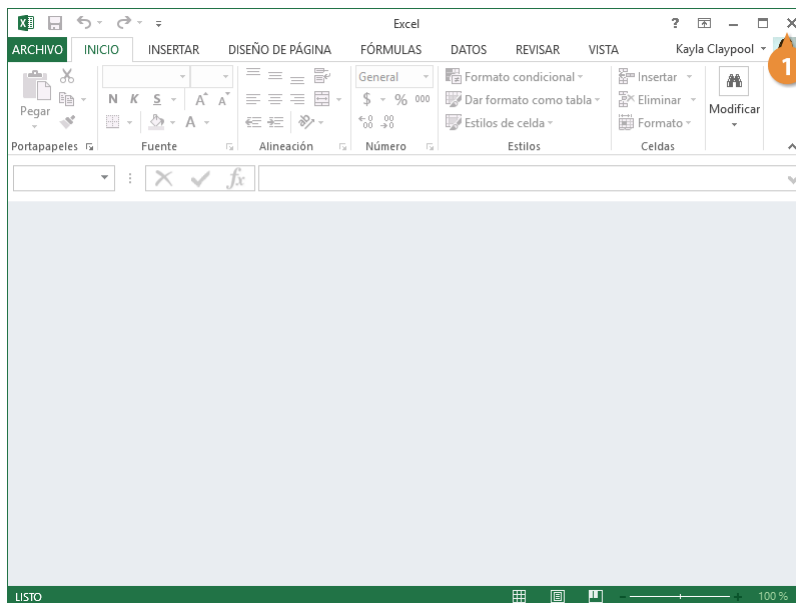 Excel
?
ARCHIVO INICIO INSERTAR DISEÑO DE PÁGINA FÓRMULAS DATOS REVISAR VISTA Kayla Claypool
1
General Formato condicional Insertar
N K S A A $ % 000 Dar formato como tabla Eliminar
Pegar Modificar
A Estilos de celda Formato
Portapapeles Fuente Alineación Número Estilos Celdas
fx
LISTO 100 %